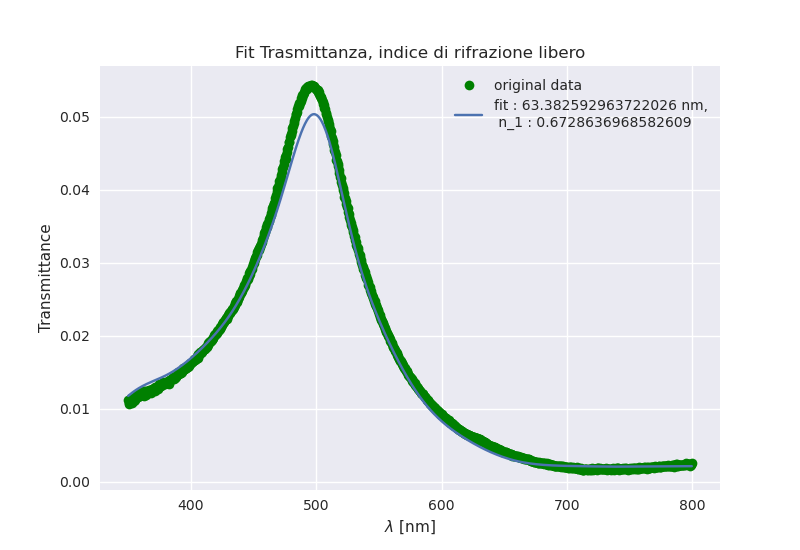 Fit Trasmittanza, indice di rifrazione libero
original data
fit : 63.382592963722026 nm,
n_1 : 0.6728636968582609
0.05
0.04
0.03
0.02
0.01
0.00
Transmittance
400 500 600 700 800
λ [nm]